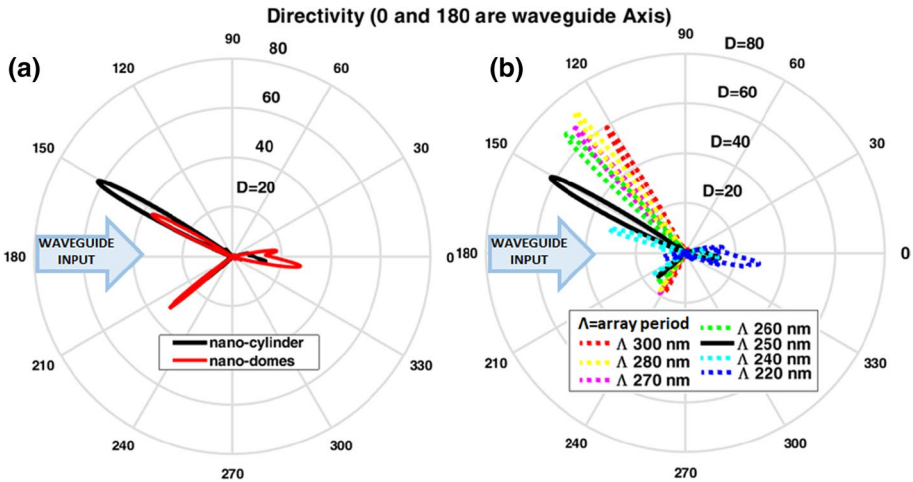 Directivity (0 and 180 are waveguide Axis)
(a)
90
80
120
60
60
40
150
30
D=20
WAVEGUIDE
INPUT
180
0
nano-cylinder
nano-domes
210
330
240
300
270
(b)
90
D=80
120
60
D=60
D=40
150
30
D=20
WAVEGUIDE
INPUT
180
0
Λ=array period
Λ 300 nm
Λ 280 nm
Λ 270 nm
Λ 260 nm
Λ 250 nm
Λ 240 nm
Λ 220 nm
210
330
240
300
270